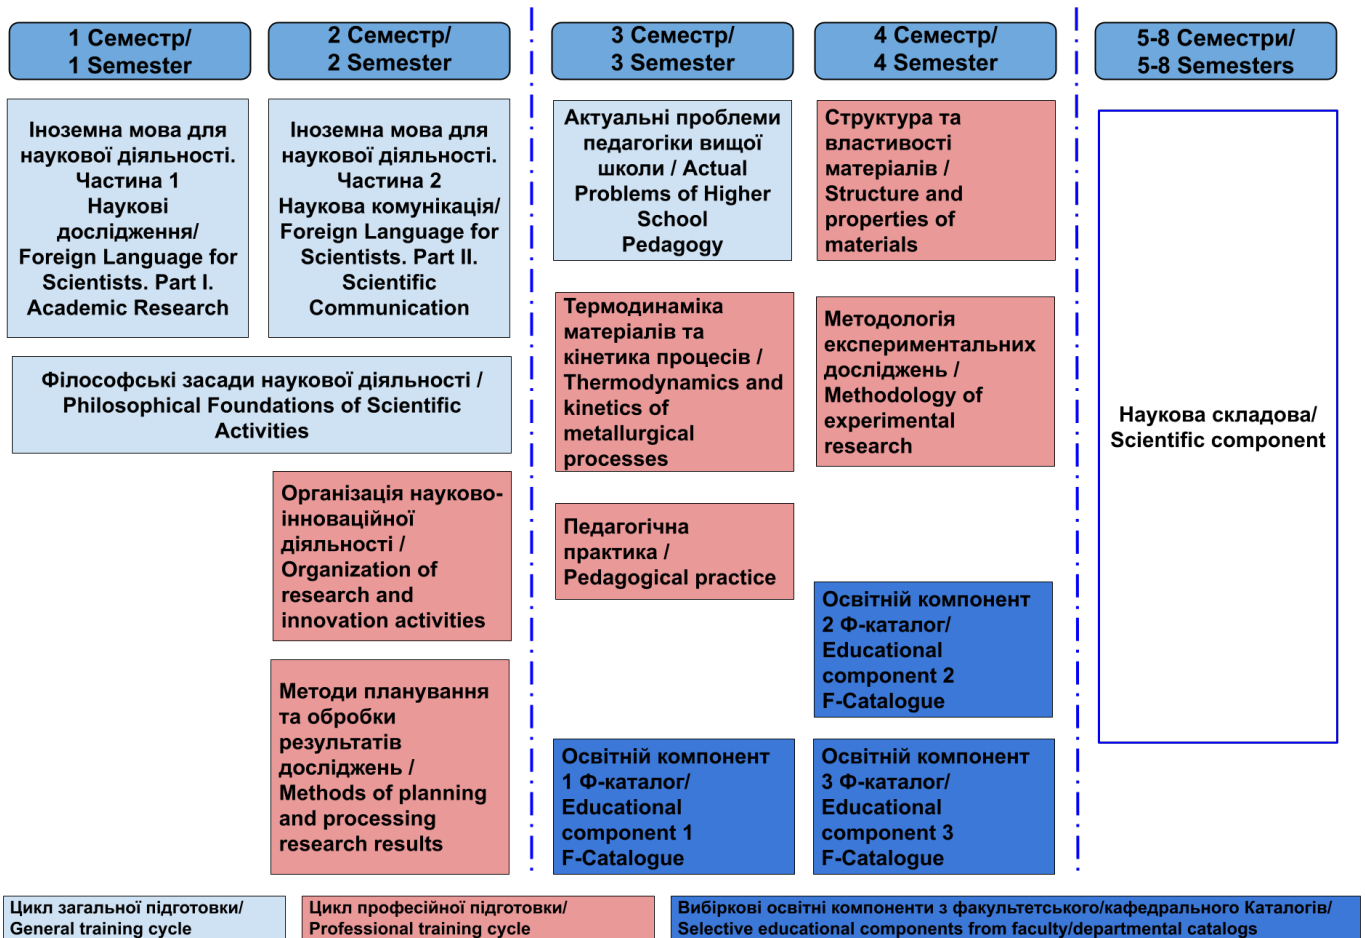 1 Семестр/
1 Semester
2 Семестр/
2 Semester
3 Семестр/
3 Semester
4 Семестр/
4 Semester
5-8 Семестри/
5-8 Semesters
Іноземна мова для
наукової діяльності.
Частина 1
Наукові
дослідження/
Foreign Language for
Scientists. Part I.
Academic Research
Іноземна мова для
наукової діяльності.
Частина 2
Наукова комунікація/
Foreign Language for
Scientists. Part II.
Scientific
Communication
Актуальні проблеми
педагогіки вищої
школи / Actual
Problems of Higher
School
Pedagogy
Структура та
властивості
матеріалів /
Structure and
properties of
materials
Філософські засади наукової діяльності /
Philosophical Foundations of Scientific
Activities
Термодинаміка
матеріалів та
кінетика процесів /
Thermodynamics and
kinetics of
metallurgical
processes
Методологія
експериментальних
досліджень /
Methodology of
experimental
research
Наукова складова/
Scientific component
Організація науково-
інноваційної
діяльності /
Organization of
research and
innovation activities
Педагогічна
практика /
Pedagogical practice
Освітній компонент
2 Ф-каталог/
Educational
component 2
F-Catalogue
Методи планування
та обробки
результатів
досліджень /
Methods of planning
and processing
research results
Освітній компонент
1 Ф-каталог/
Educational
component 1
F-Catalogue
Освітній компонент
3 Ф-каталог/
Educational
component 3
F-Catalogue
Цикл загальної підготовки/
General training cycle
Цикл професійної підготовки/
Professional training cycle
Вибіркові освітні компоненти з факультетського/кафедрального Каталогів/
Selective educational components from faculty/departmental catalogs